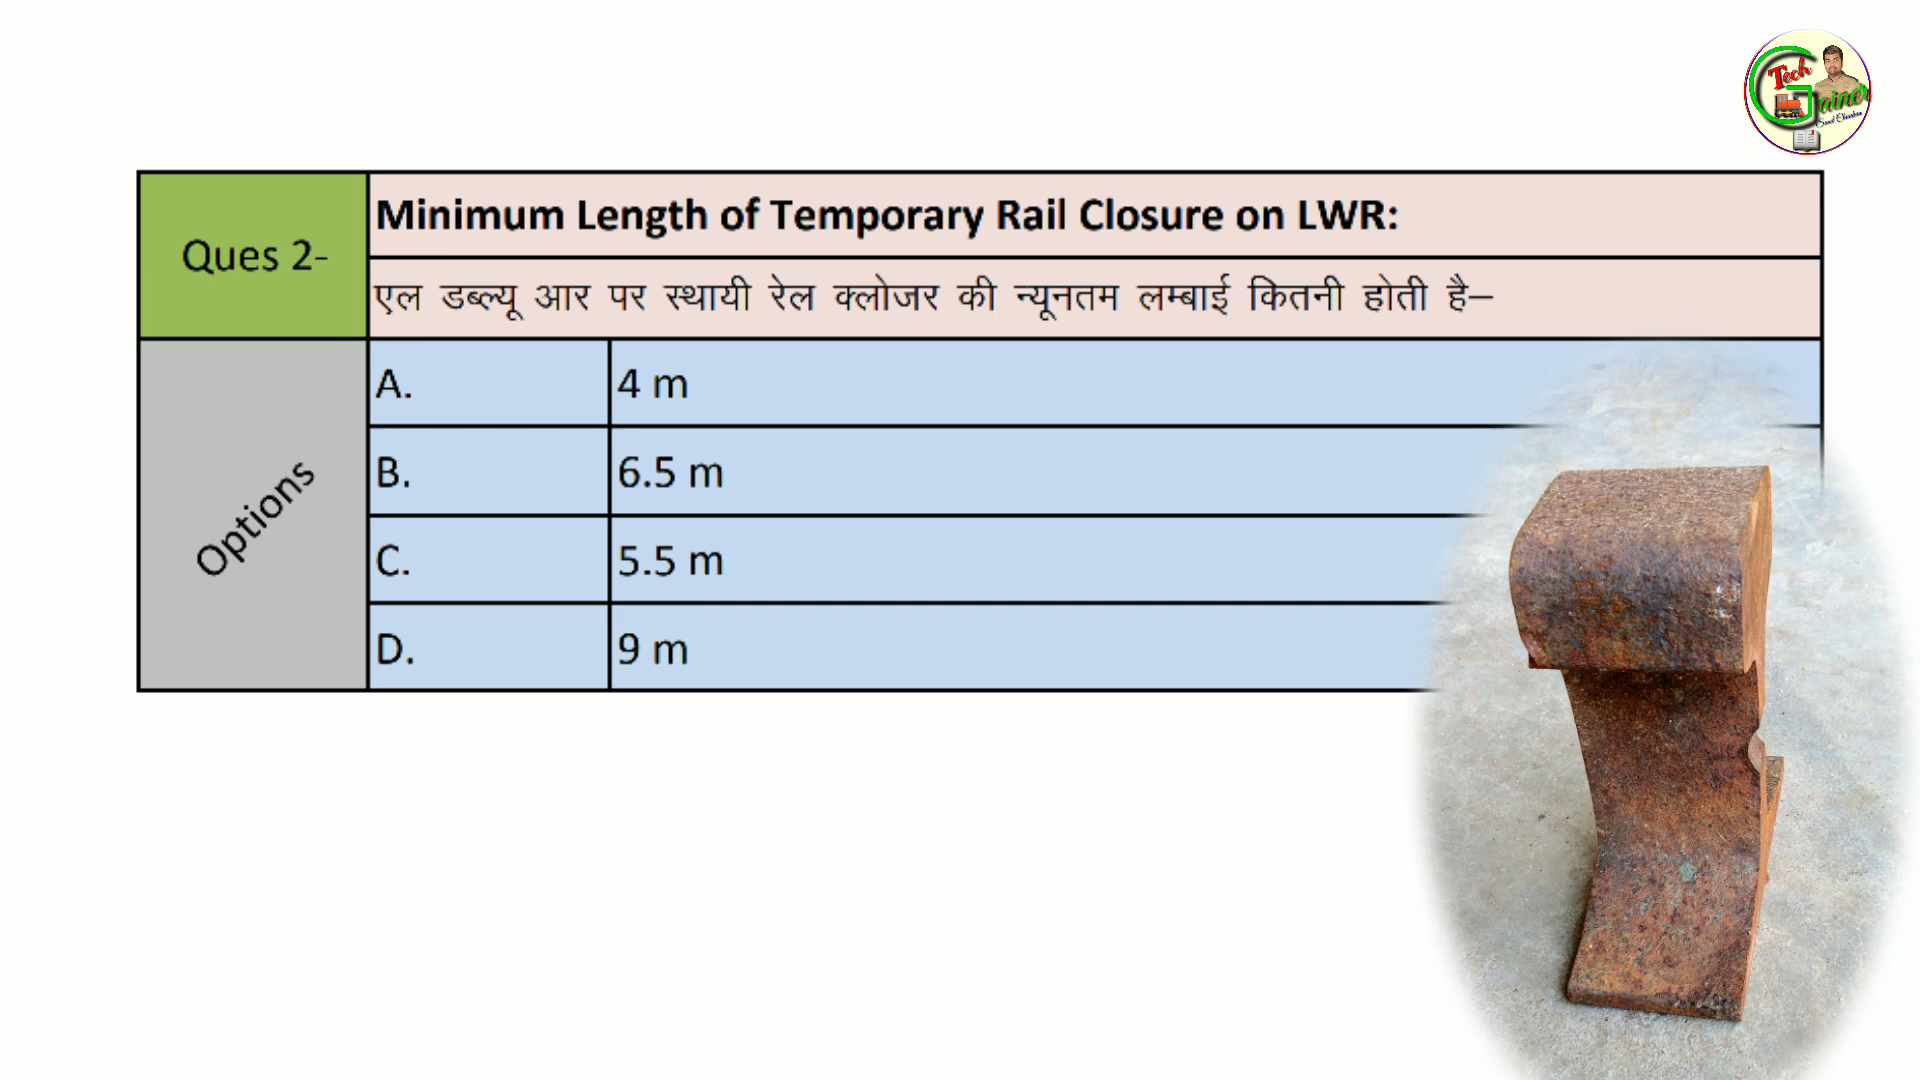 Tech
Gainer
Ques 2-
Minimum Length of Temporary Rail Closure on LWR:
एल डब्ल्यू आर पर स्थायी रेल क्लोजर की न्यूनतम लम्बाई कितनी होती है–
Options
A. 4 m
B. 6.5 m
C. 5.5 m
D. 9 m